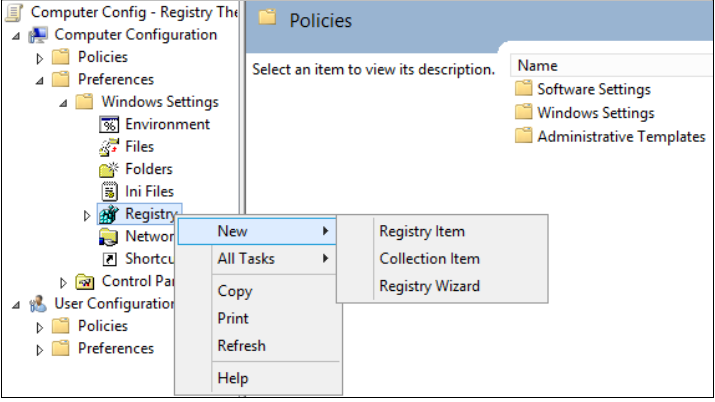 Computer Config - Registry The
Computer Configuration
Policies
Preferences
Windows Settings
Environment
Files
Folders
Ini Files
Registry
Networ
Shortcu
Control Pa
User Configuration
Policies
Preferences
Policies
Select an item to view its description.
Name
Software Settings
Windows Settings
Administrative Templates
New
All Tasks
Copy
Print
Refresh
Help
Registry Item
Collection Item
Registry Wizard